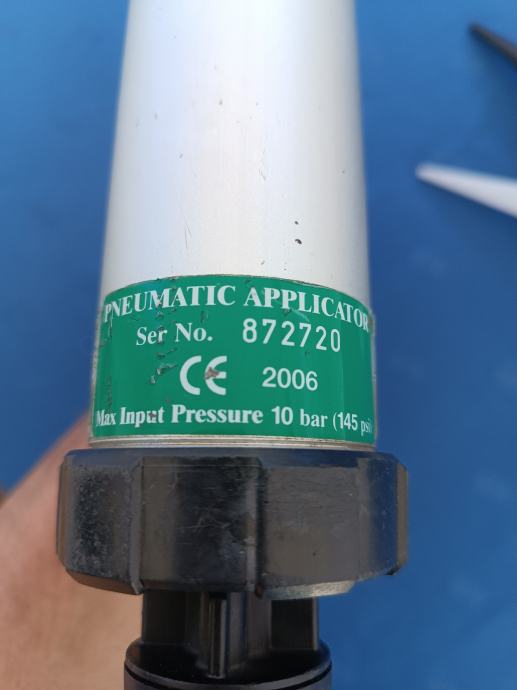 PNEUMATIC APPLICATOR
Ser No. 872720
CE 2006
Max Input Pressure 10 bar (145 psi)